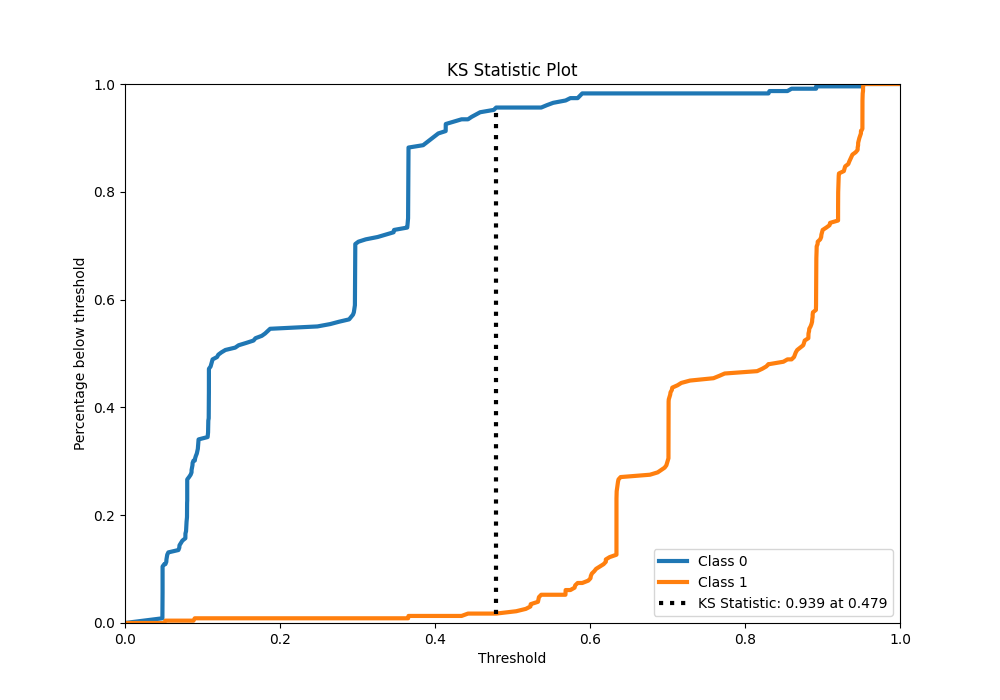 KS Statistic Plot
1.0
0.8
0.6
0.4
0.2
0.0
Percentage below threshold
0.0 0.2 0.4 0.6 0.8 1.0
Threshold
Class 0
Class 1
KS Statistic: 0.939 at 0.479